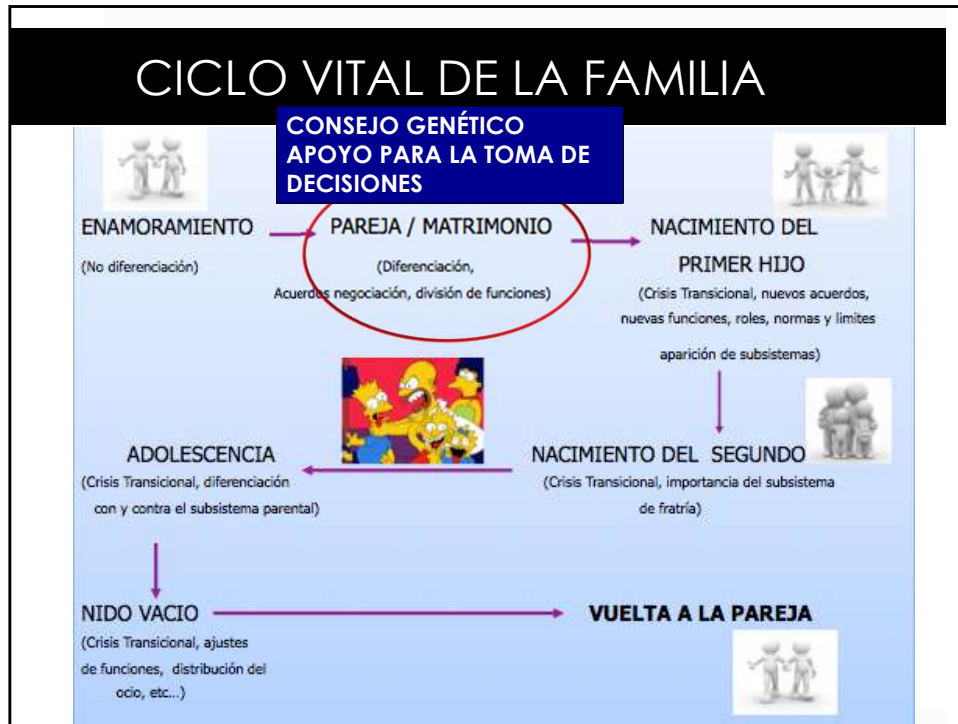 CICLO VITAL DE LA FAMILIA
CONSEJO GENÉTICO
APOYO PARA LA TOMA DE
DECISIONES
ENAMORAMIENTO
(No diferenciación)
PAREJA / MATRIMONIO
(Diferenciación,
Acuerdos negociación, división de funciones)
NACIMIENTO DEL
PRIMER HIJO
(Crisis Transicional, nuevos acuerdos,
nuevas funciones, roles, normas y limites
aparición de subsistemas)
NACIMIENTO DEL SEGUNDO
(Crisis Transicional, importancia del subsistema
de fratría)
ADOLESCENCIA
(Crisis Transicional, diferenciación
con y contra el subsistema parental)
NIDO VACIO
(Crisis Transicional, ajustes
de funciones, distribución del
ocio, etc...)
VUELTA A LA PAREJA